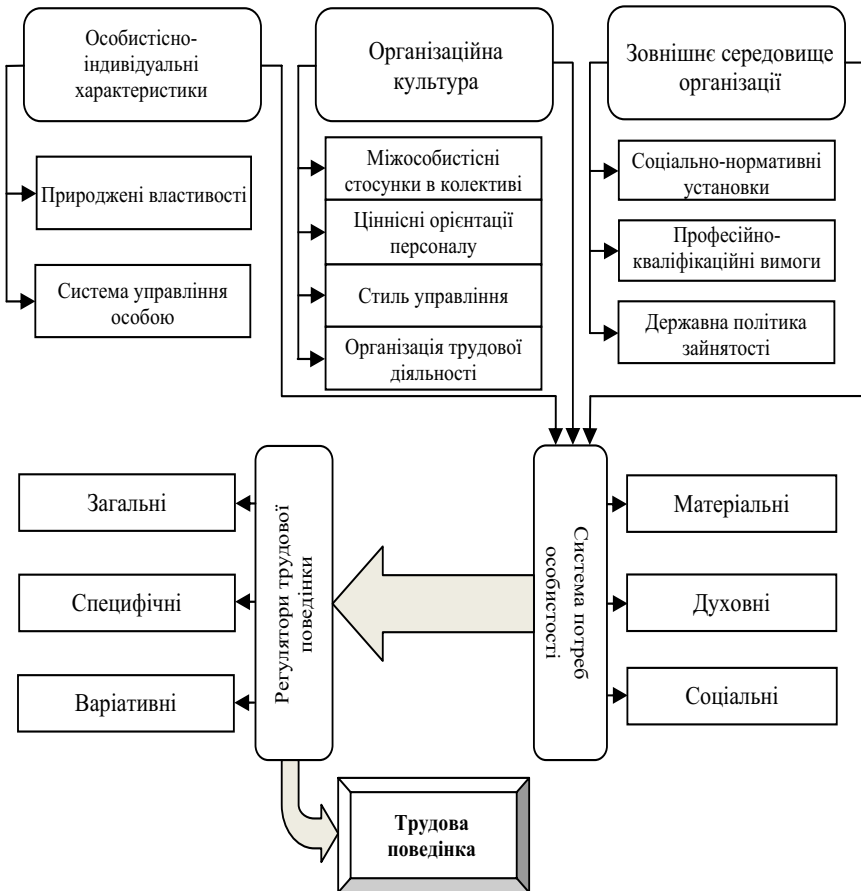 Особистісно-
індивідуальні
характеристики
Природжені властивості
Система управління
особою
Організаційна
культура
Міжособистісні
стосунки в колективі
Ціннісні орієнтації
персоналу
Стиль управління
Організація трудової
діяльності
Зовнішнє середовище
організації
Соціально-нормативні
установки
Професійно-
кваліфікаційні вимоги
Державна політика
зайнятості
Загальні
Специфічні
Варіативні
Регулятори трудової
поведінки
Система потреб
особистості
Матеріальні
Духовні
Соціальні
Трудова
поведінка